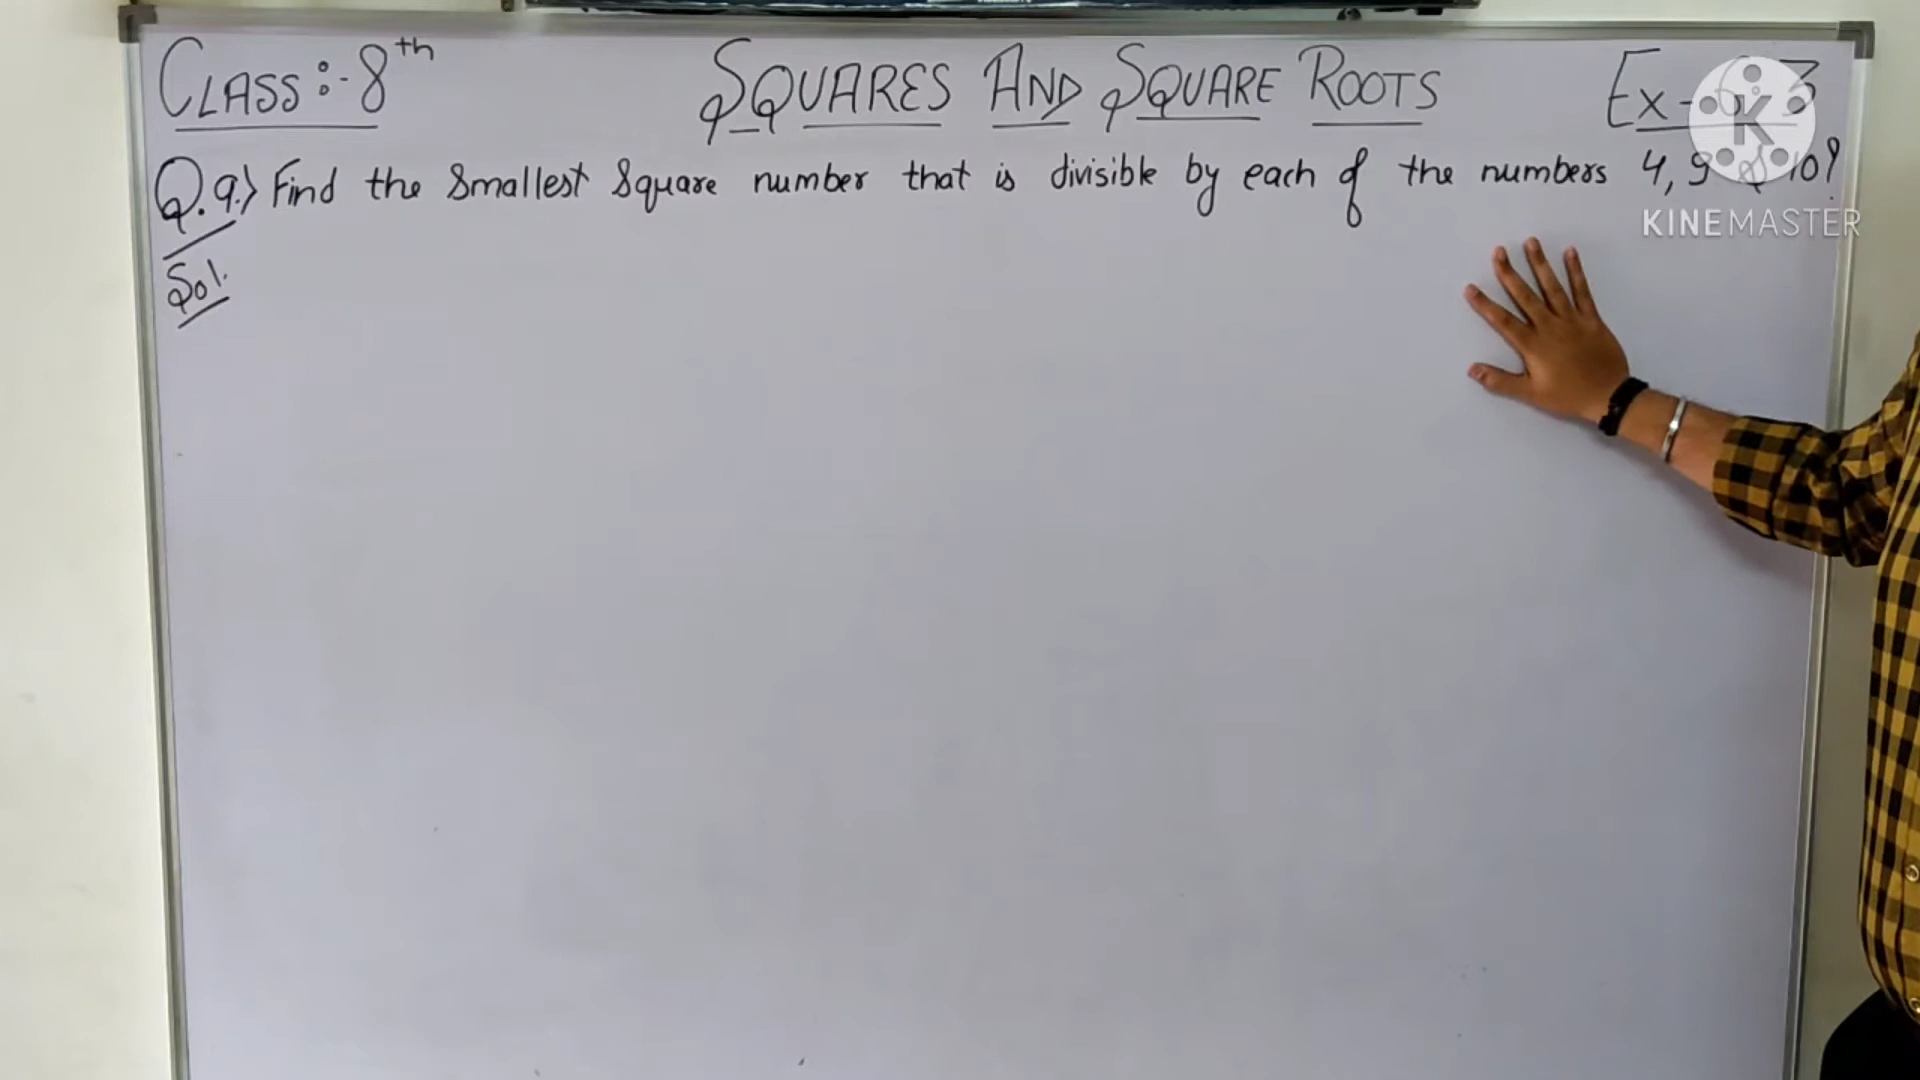 CLASS:- 8th SQUARES AND SQUARE ROOTS Ex- 3
Q.9.) Find the smallest square number that is divisible by each of the numbers 4, 9 & 10?
KINEMASTER
Sol.